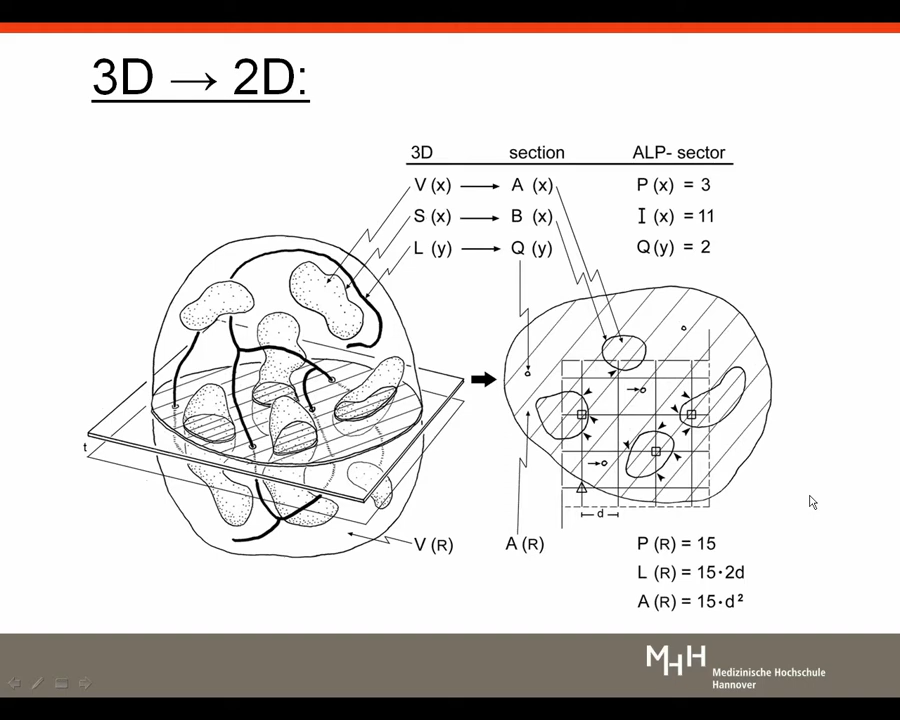 3D → 2D:
3D section ALP- sector
V (x) → A (x) P (x) = 3
S (x) → B (x) I (x) = 11
L (y) → Q (y) Q (y) = 2
t
d
V (R) A (R) P (R) = 15
L (R) = 15·2d
A (R) = 15·d²
MHH
Medizinische Hochschule
Hannover